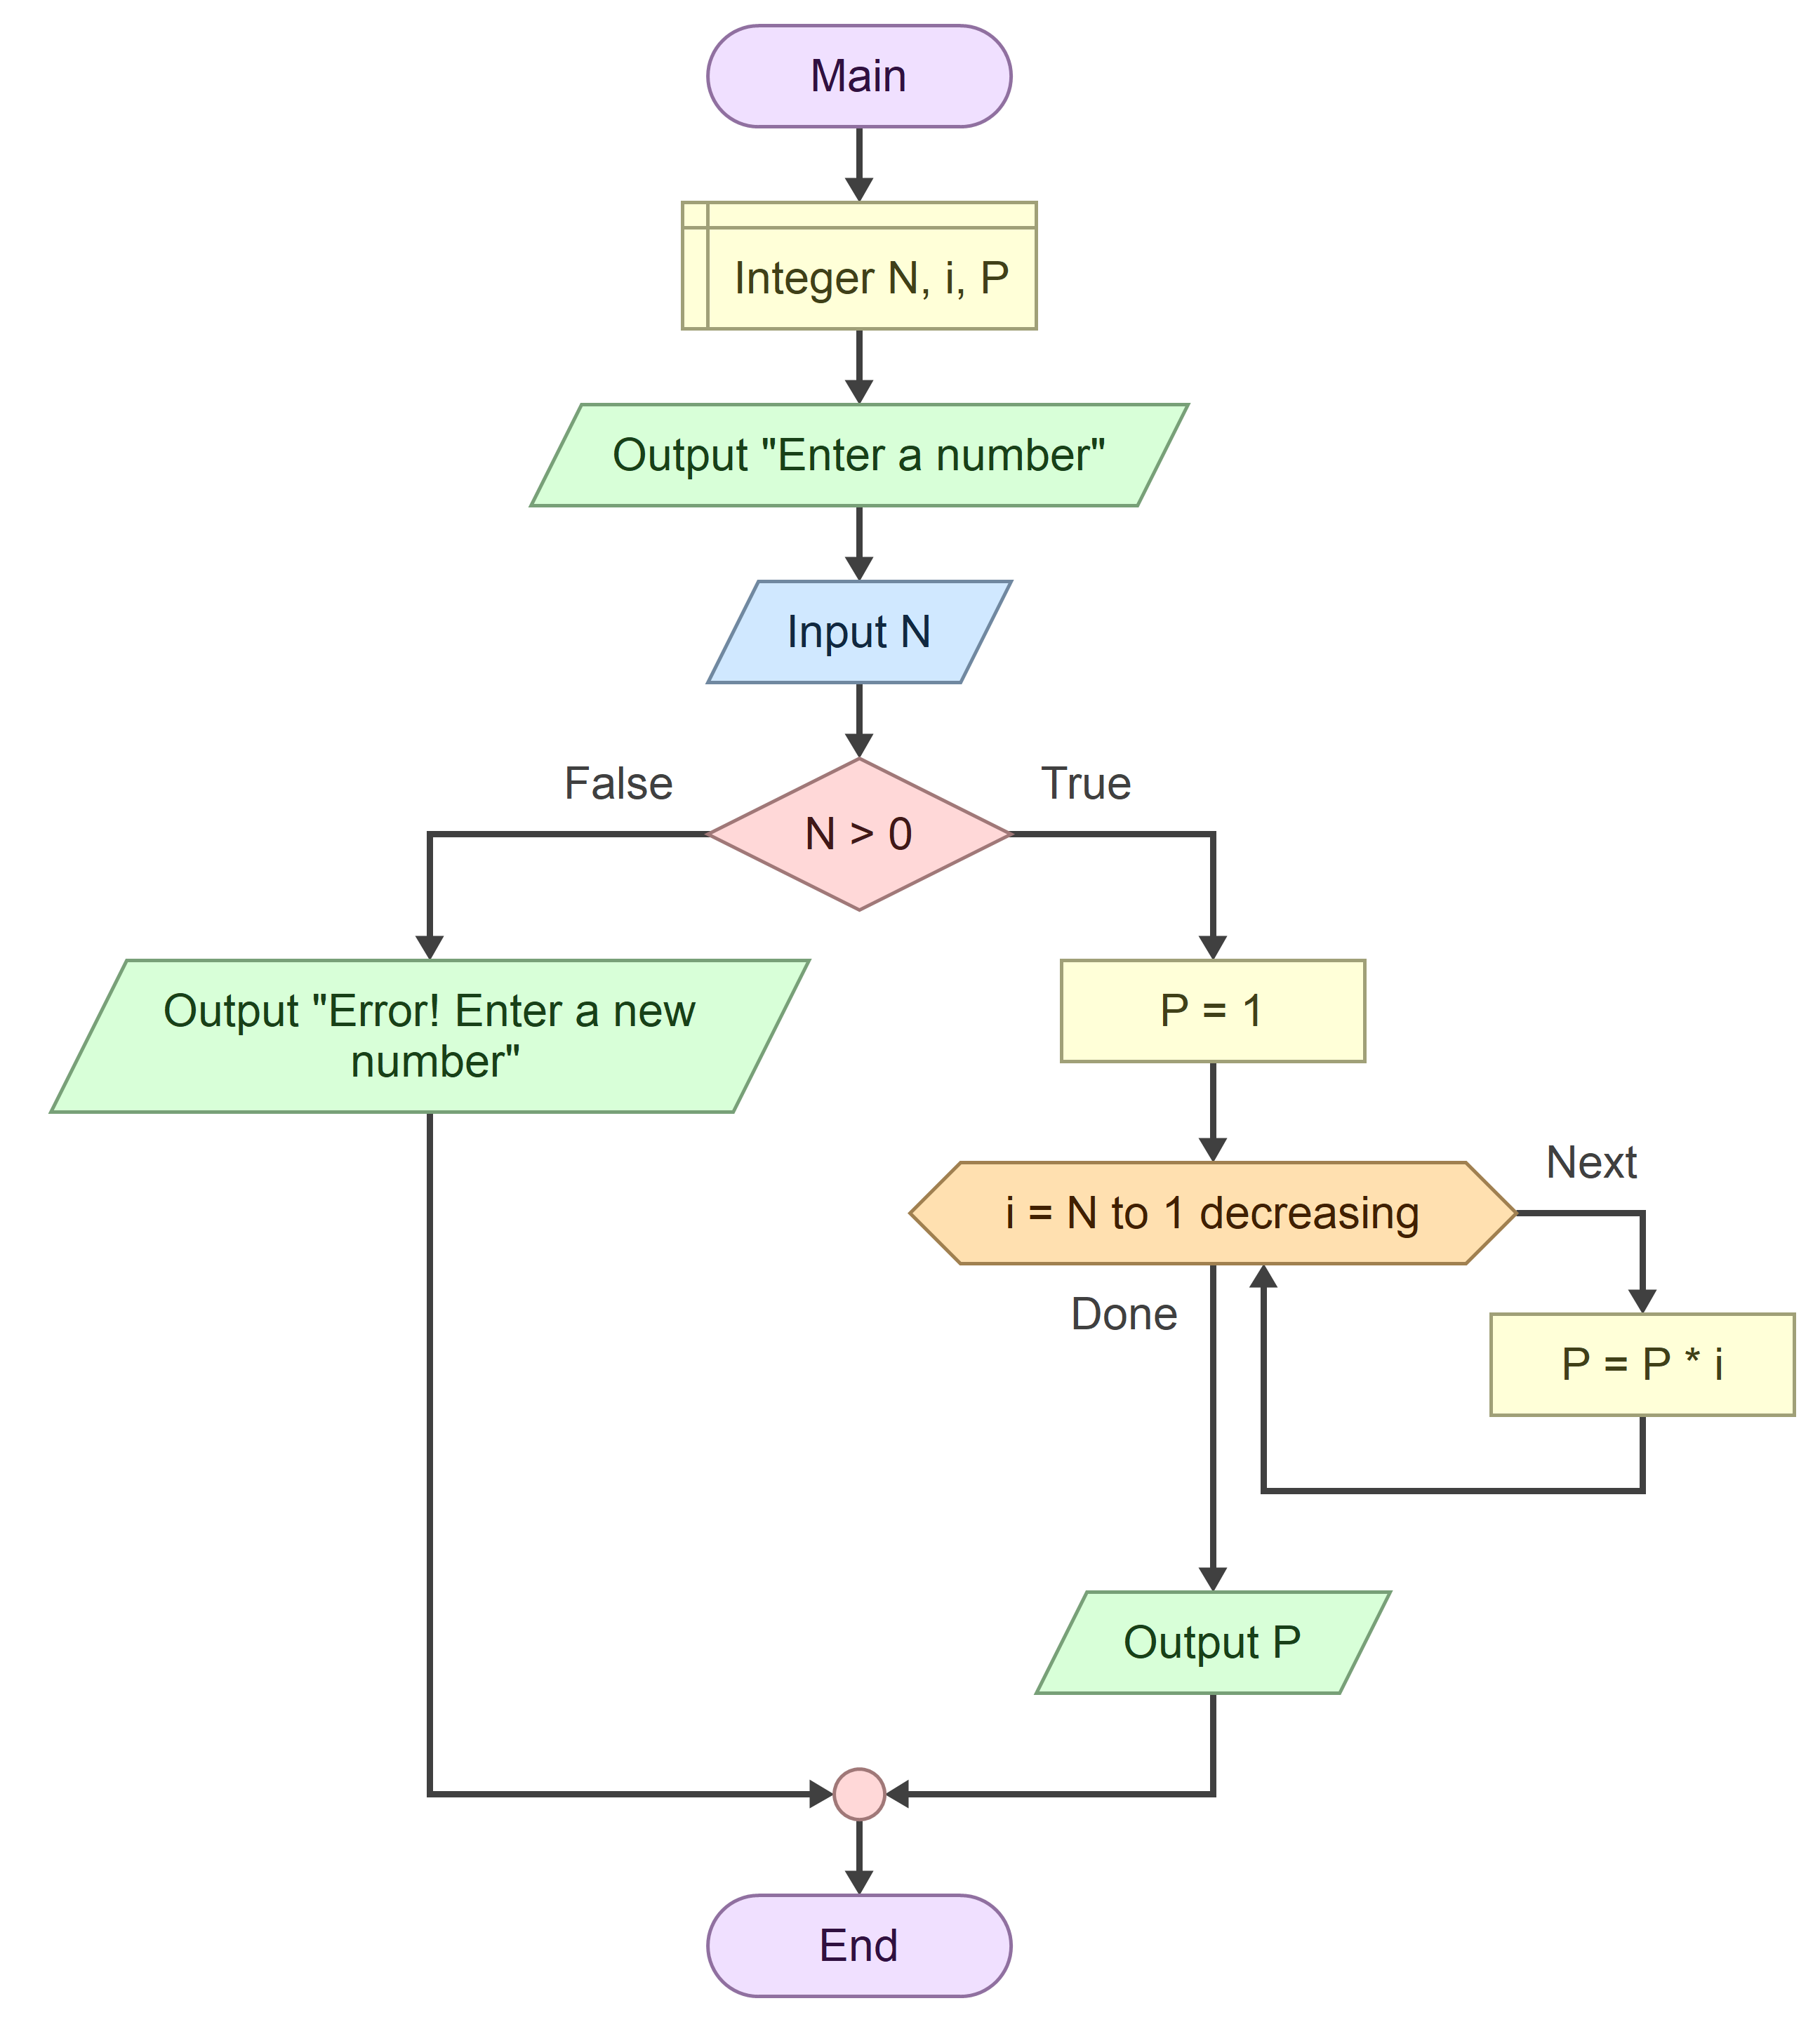 Main
Integer N, i, P
Output "Enter a number"
Input N
False
True
N > 0
Output "Error! Enter a new
number"
P = 1
i = N to 1 decreasing
Next
Done
P = P * i
Output P
End